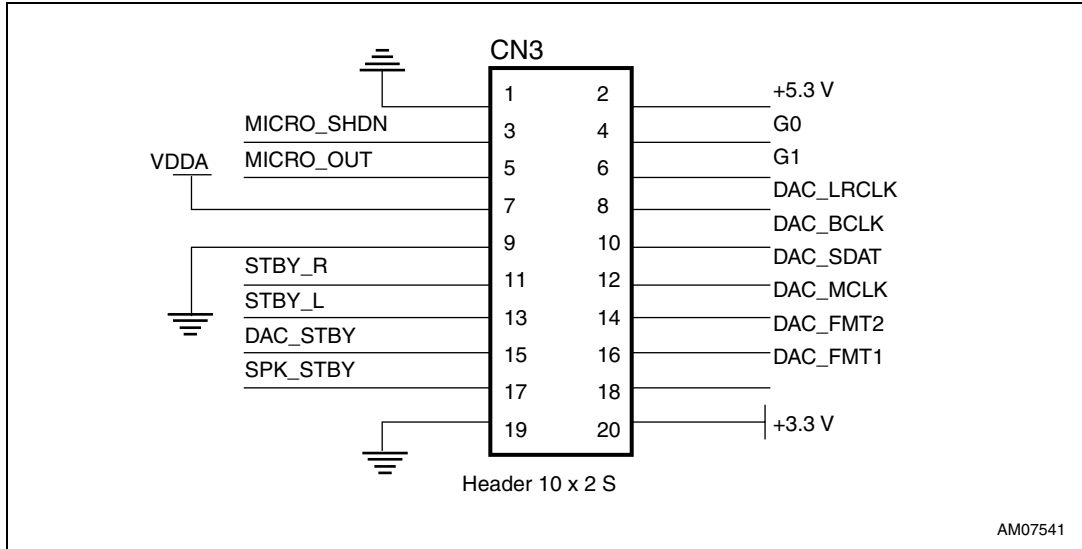 CN3
1 2 +5.3 V
MICRO_SHDN 3 4 G0
VDDA MICRO_OUT 5 6 G1
7 8 DAC_LRCLK
9 10 DAC_BCLK
STBY_R 11 12 DAC_SDAT
STBY_L 13 14 DAC_MCLK
DAC_STBY 15 16 DAC_FMT2
SPK_STBY 17 18 DAC_FMT1
19 20 +3.3 V
Header 10 x 2 S
AM07541